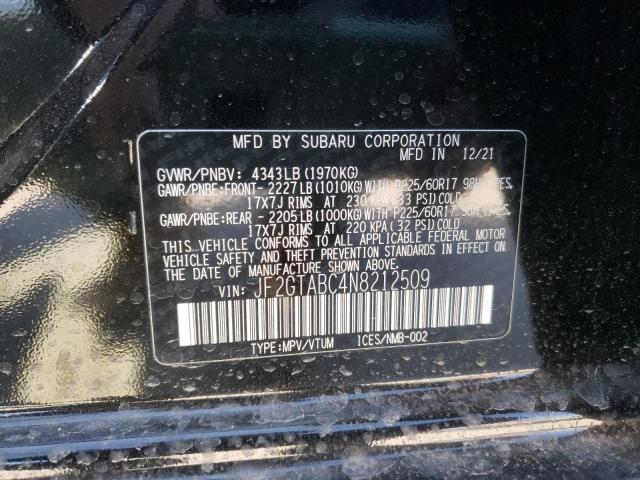 MFD BY SUBARU CORPORATION
MFD IN 12/21
GVWR/PNBV: 4343LB (1970KG)
GAWR/PNBE:FRONT- 2227LB(1010KG)WITH P225/60R17 98H TIRES,
17X7J RIMS AT 230 KPA(33 PSI)COLD
GAWR/PNBE:REAR - 2205LB(1000KG)WITH P225/60R17 98H TIRES,
17X7J RIMS AT 220 KPA(32 PSI)COLD
THIS VEHICLE CONFORMS TO ALL APPLICABLE FEDERAL MOTOR
VEHICLE SAFETY AND THEFT PREVENTION STANDARDS IN EFFECT ON
THE DATE OF MANUFACTURE SHOWN ABOVE.
VIN: JF2GTABC4N8212509
TYPE:MPV/VTUM ICES/NMB-002